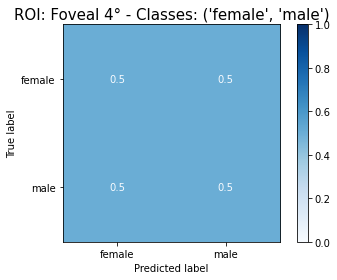 ROI: Foveal 4° - Classes: ('female', 'male')
1.0
female
0.5 0.5
0.8
0.6
True label
0.4
male
0.5 0.5
0.2
0.0
female male
Predicted label